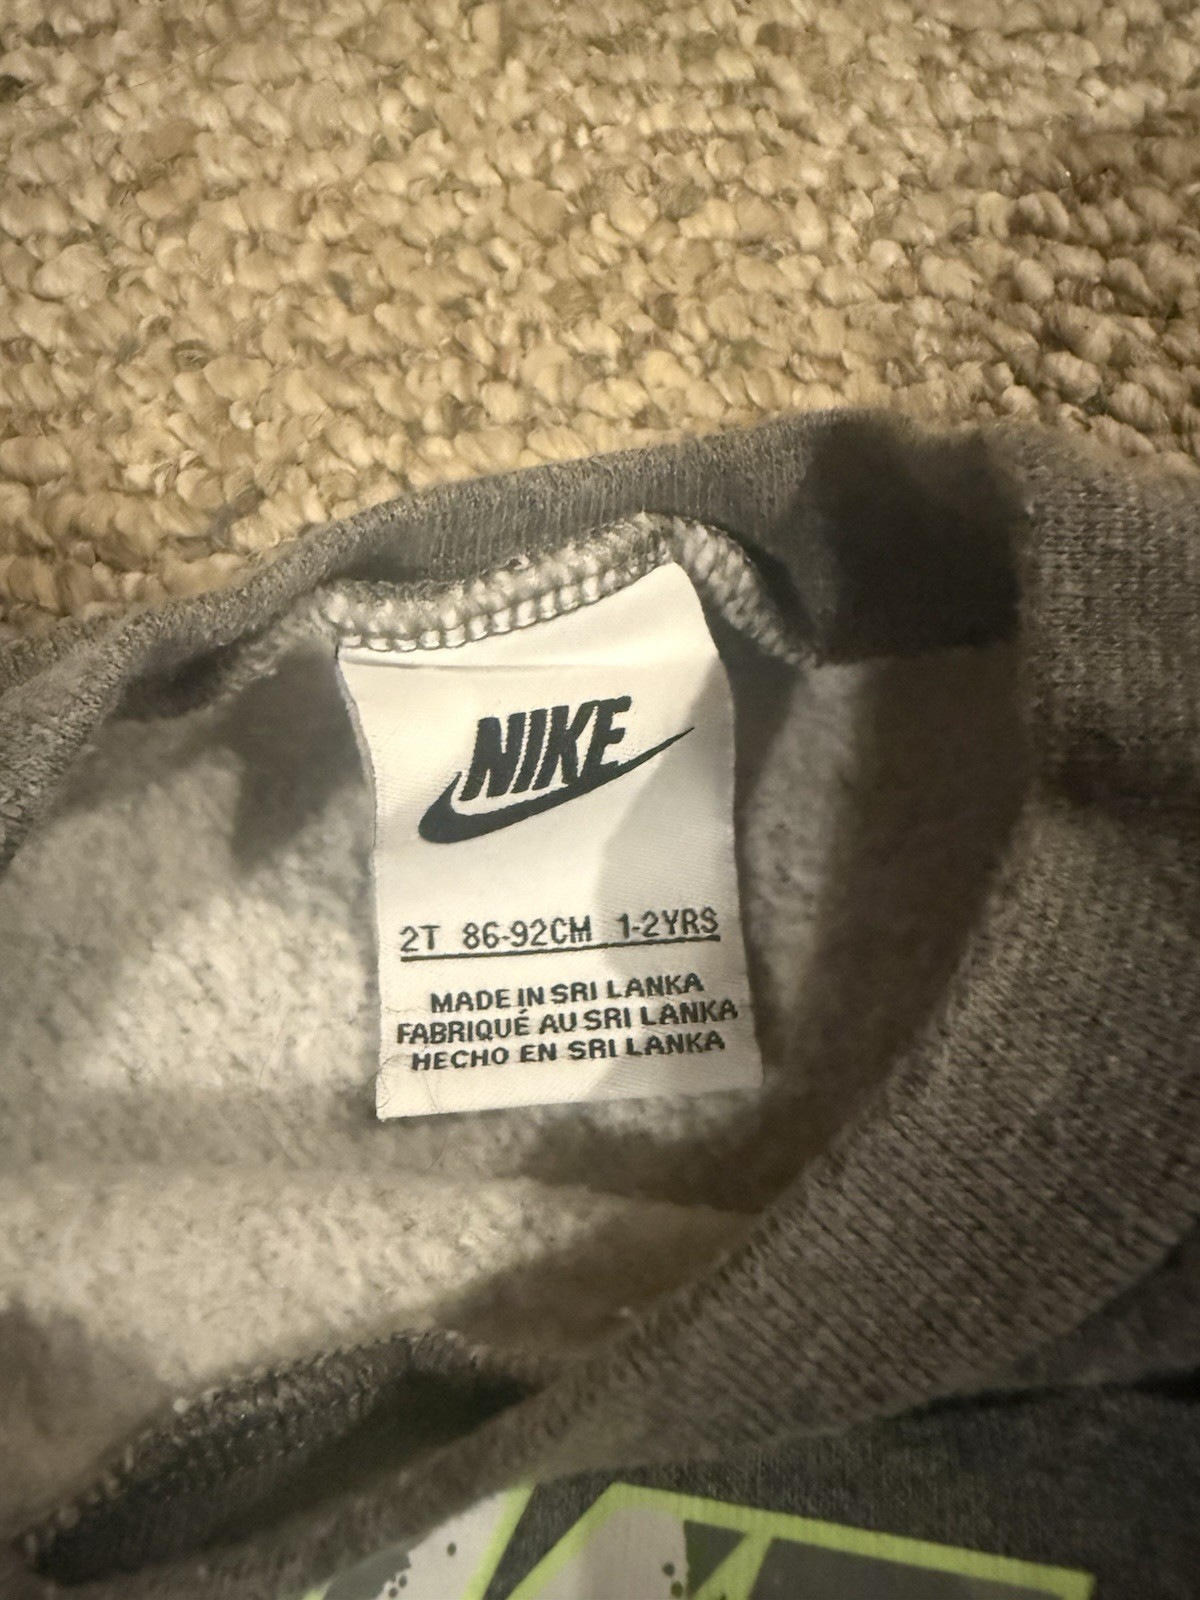 NIKE
2T 86-92CM 1-2YRS
MADE IN SRI LANKA
FABRIQUÉ AU SRI LANKA
HECHO EN SRI LANKA